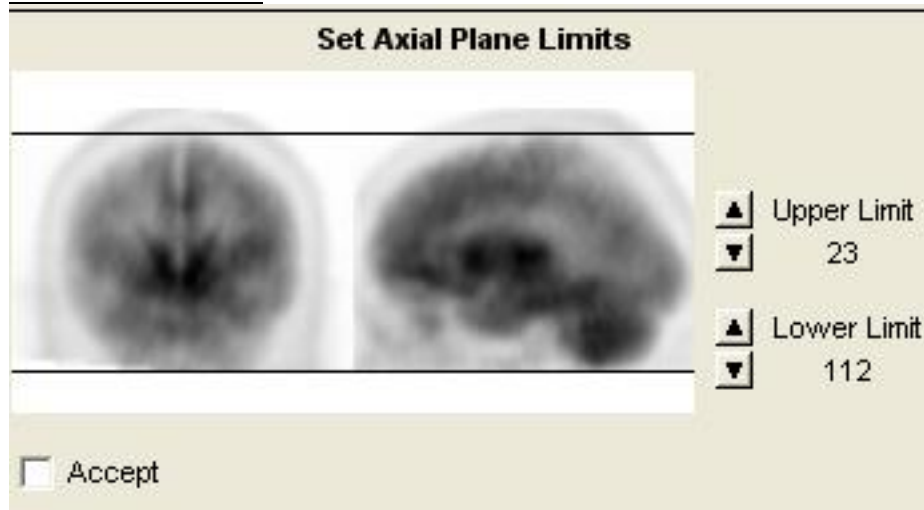 Set Axial Plane Limits
Upper Limit
23
Lower Limit
112
Accept